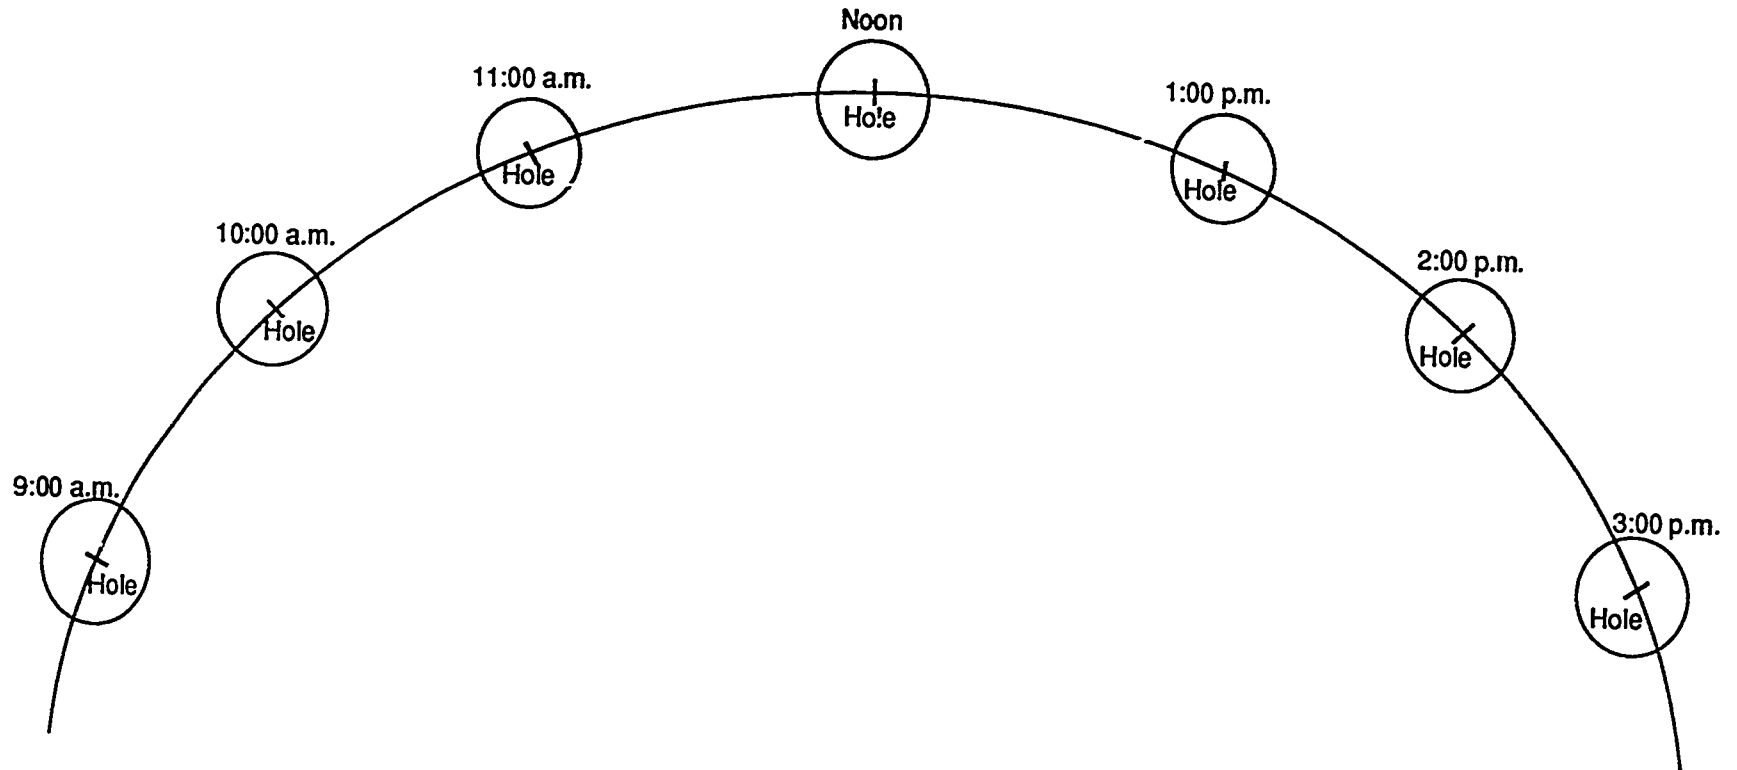 Noon
Hole
11:00 a.m.
Hole
1:00 p.m.
Hole
10:00 a.m.
Hole
2:00 p.m.
Hole
9:00 a.m.
Hole
3:00 p.m.
Hole